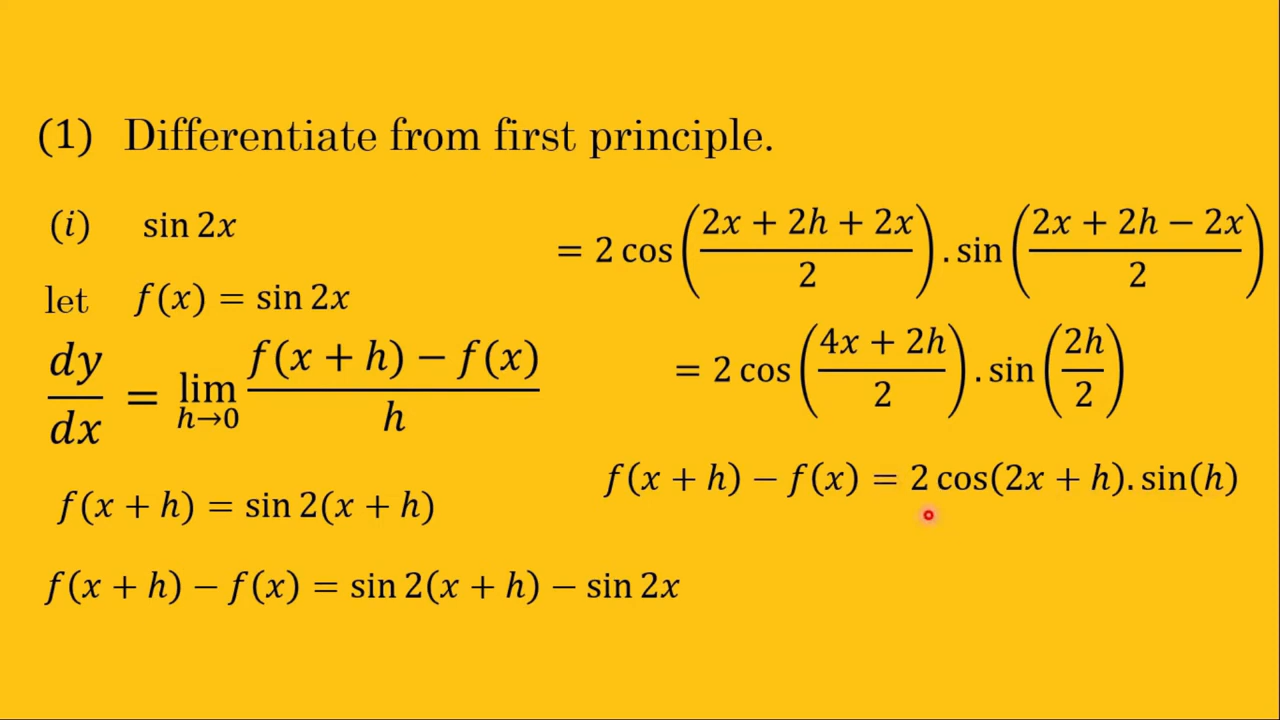 (1) Differentiate from first principle.
(i) sin 2x
let f(x) = sin 2x
dy/dx = lim h→0 (f(x + h) − f(x))/h
f(x + h) = sin 2(x + h)
f(x + h) − f(x) = sin 2(x + h) − sin 2x
= 2 cos((2x + 2h + 2x)/2) . sin((2x + 2h − 2x)/2)
= 2 cos((4x + 2h)/2) . sin(2h/2)
f(x + h) − f(x) = 2 cos(2x + h). sin(h)